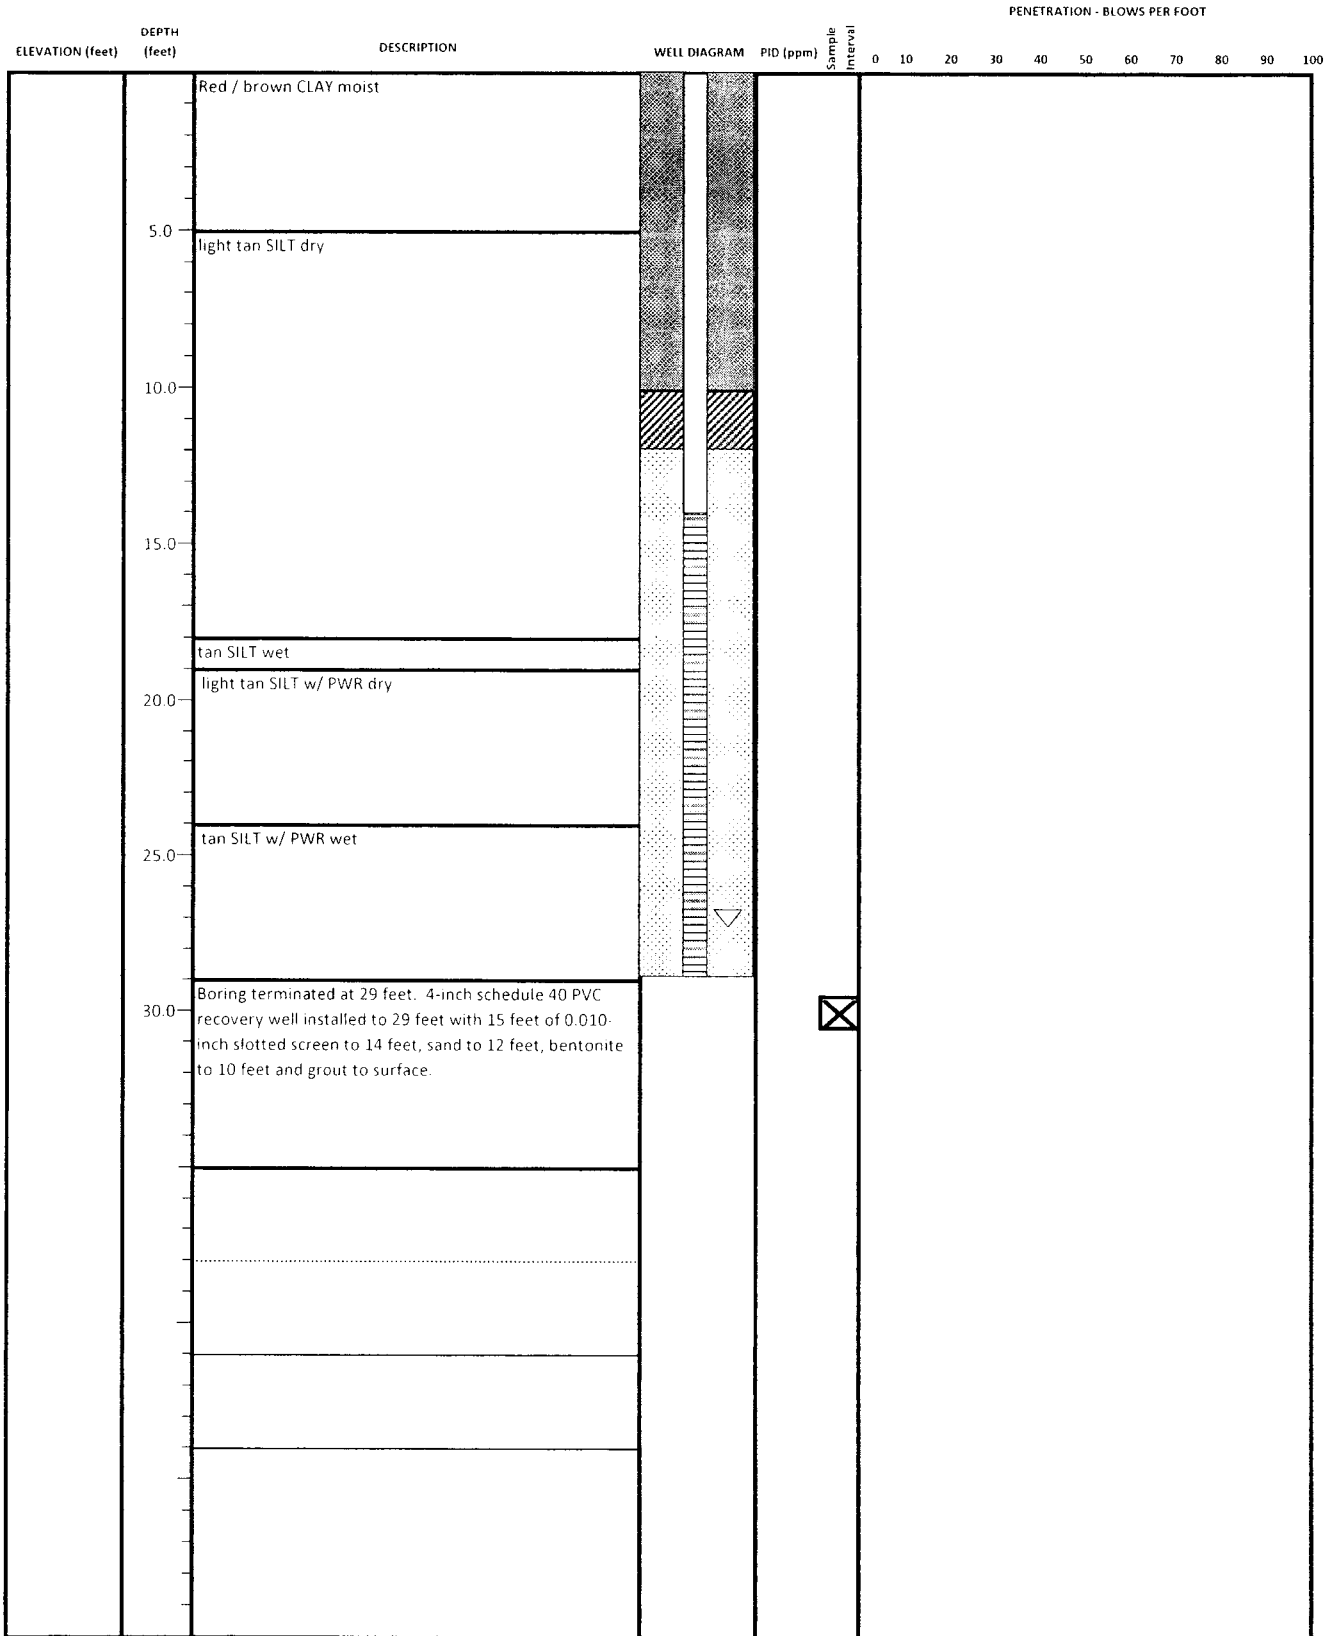 PENETRATION - BLOWS PER FOOT
ELEVATION (feet)
DEPTH
(feet)
DESCRIPTION
WELL DIAGRAM
PID (ppm)
Sample
Interval
0 10 20 30 40 50 60 70 80 90 100
Red / brown CLAY moist
5.0
light tan SILT dry
10.0
15.0
tan SILT wet
light tan SILT w/ PWR dry
20.0
tan SILT w/ PWR wet
25.0
Boring terminated at 29 feet. 4-inch schedule 40 PVC
30.0
recovery well installed to 29 feet with 15 feet of 0.010-
inch slotted screen to 14 feet, sand to 12 feet, bentonite
to 10 feet and grout to surface.